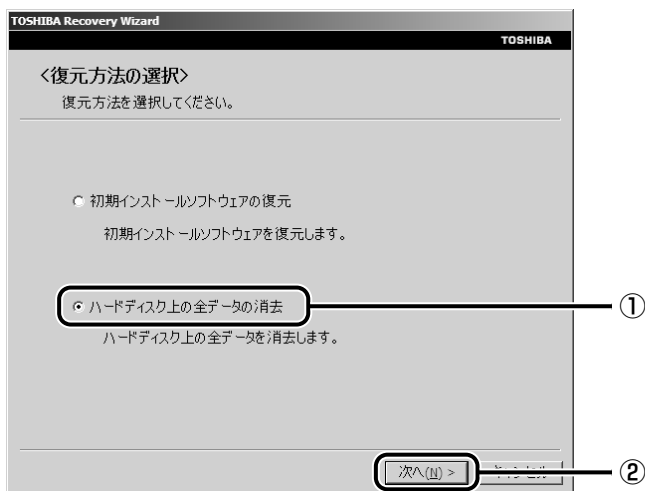 TOSHIBA Recovery Wizard
TOSHIBA
<復元方法の選択>
復元方法を選択してください。
初期インストールソフトウェアの復元
初期インストールソフトウェアを復元します。
ハードディスク上の全データの消去
①
ハードディスク上の全データを消去します。
次へ(N) >
②